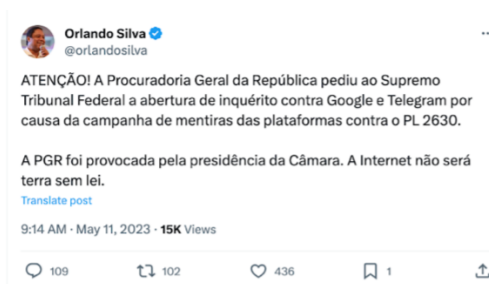 Orlando Silva
@orlandosilva
ATENÇÃO! A Procuradoria Geral da República pediu ao Supremo
Tribunal Federal a abertura de inquérito contra Google e Telegram por
causa da campanha de mentiras das plataformas contra o PL 2630.
A PGR foi provocada pela presidência da Câmara. A Internet não será
terra sem lei.
Translate post
9:14 AM · May 11, 2023 · 15K Views
109 102 436 1